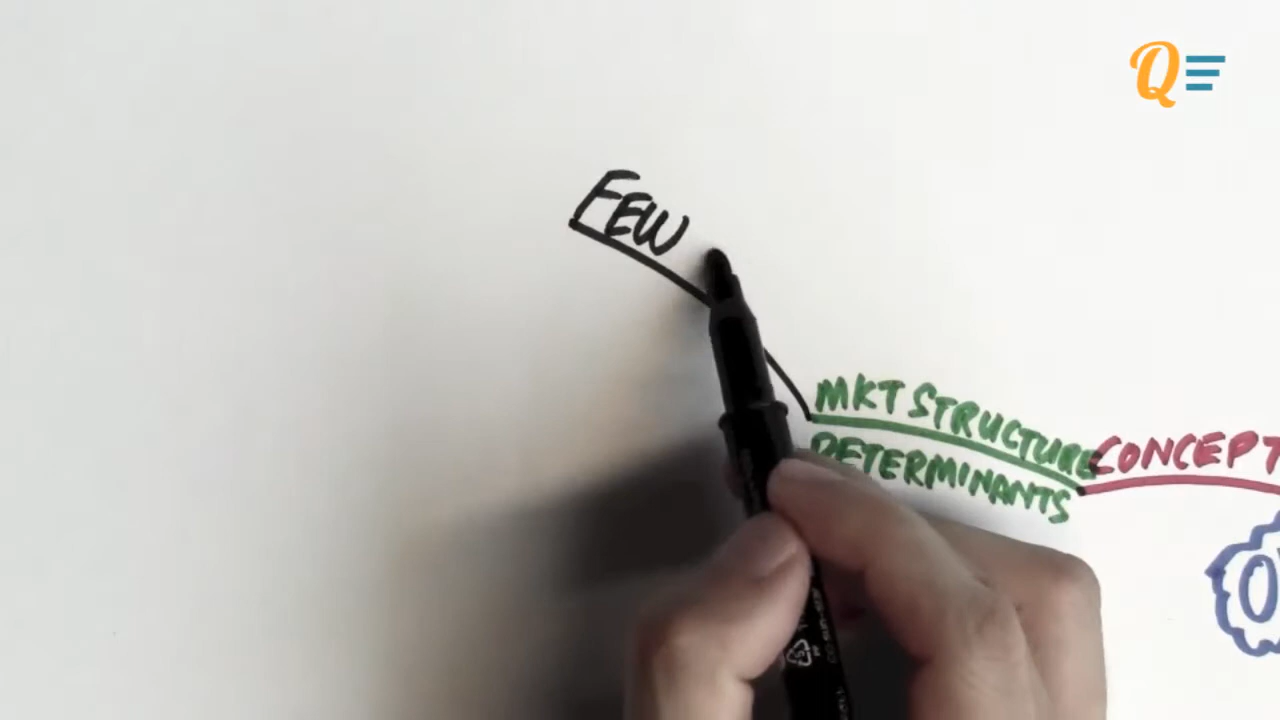 FEW
MKT STRUCTURE
DETERMINANTS
CONCEPT
Q